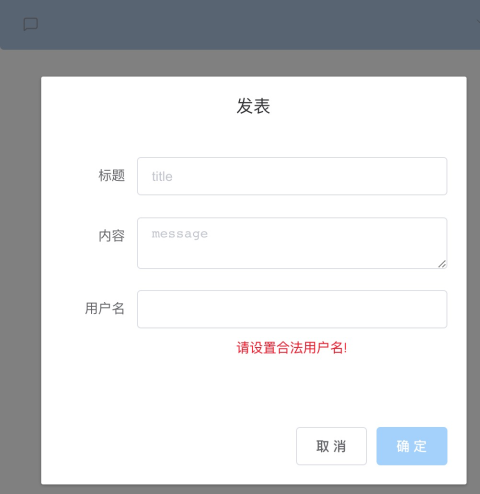 发表
标题
title
内容
message
用户名
请设置合法用户名!
取 消
确 定